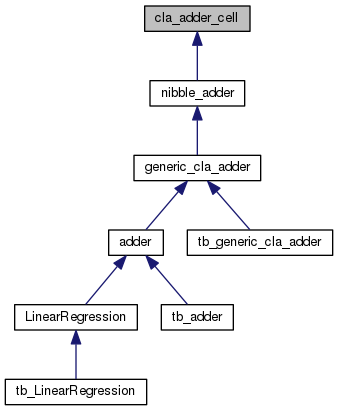 cla_adder_cell
nibble_adder
generic_cla_adder
adder
tb_generic_cla_adder
LinearRegression
tb_adder
tb_LinearRegression